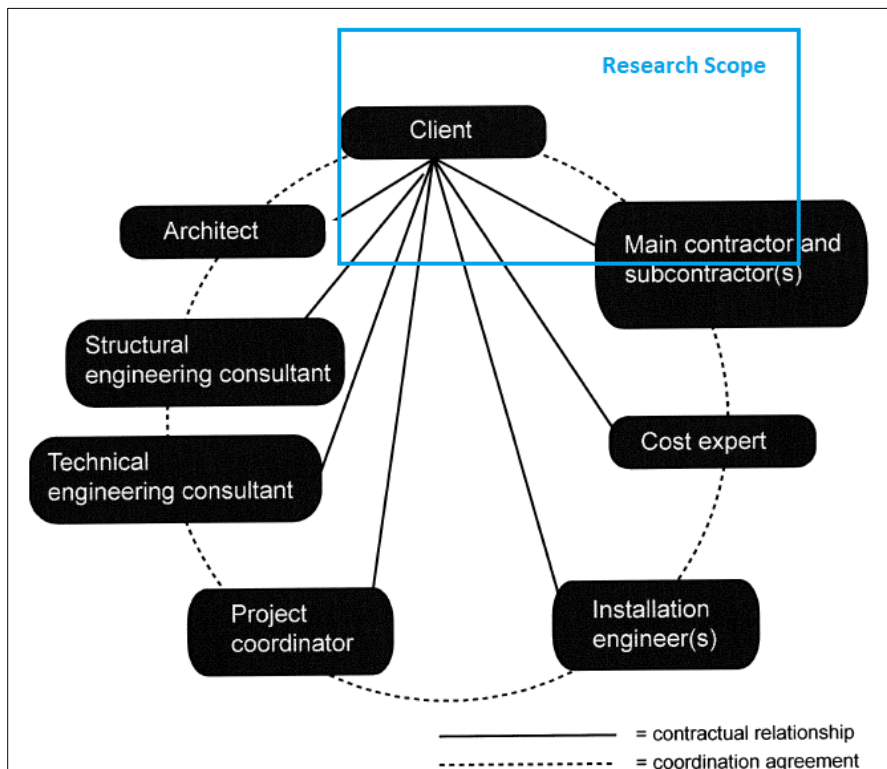 Research Scope
Client
Architect
Main contractor and
subcontractor(s)
Structural
engineering consultant
Cost expert
Technical
engineering consultant
Project
coordinator
Installation
engineer(s)
= contractual relationship
= coordination agreement